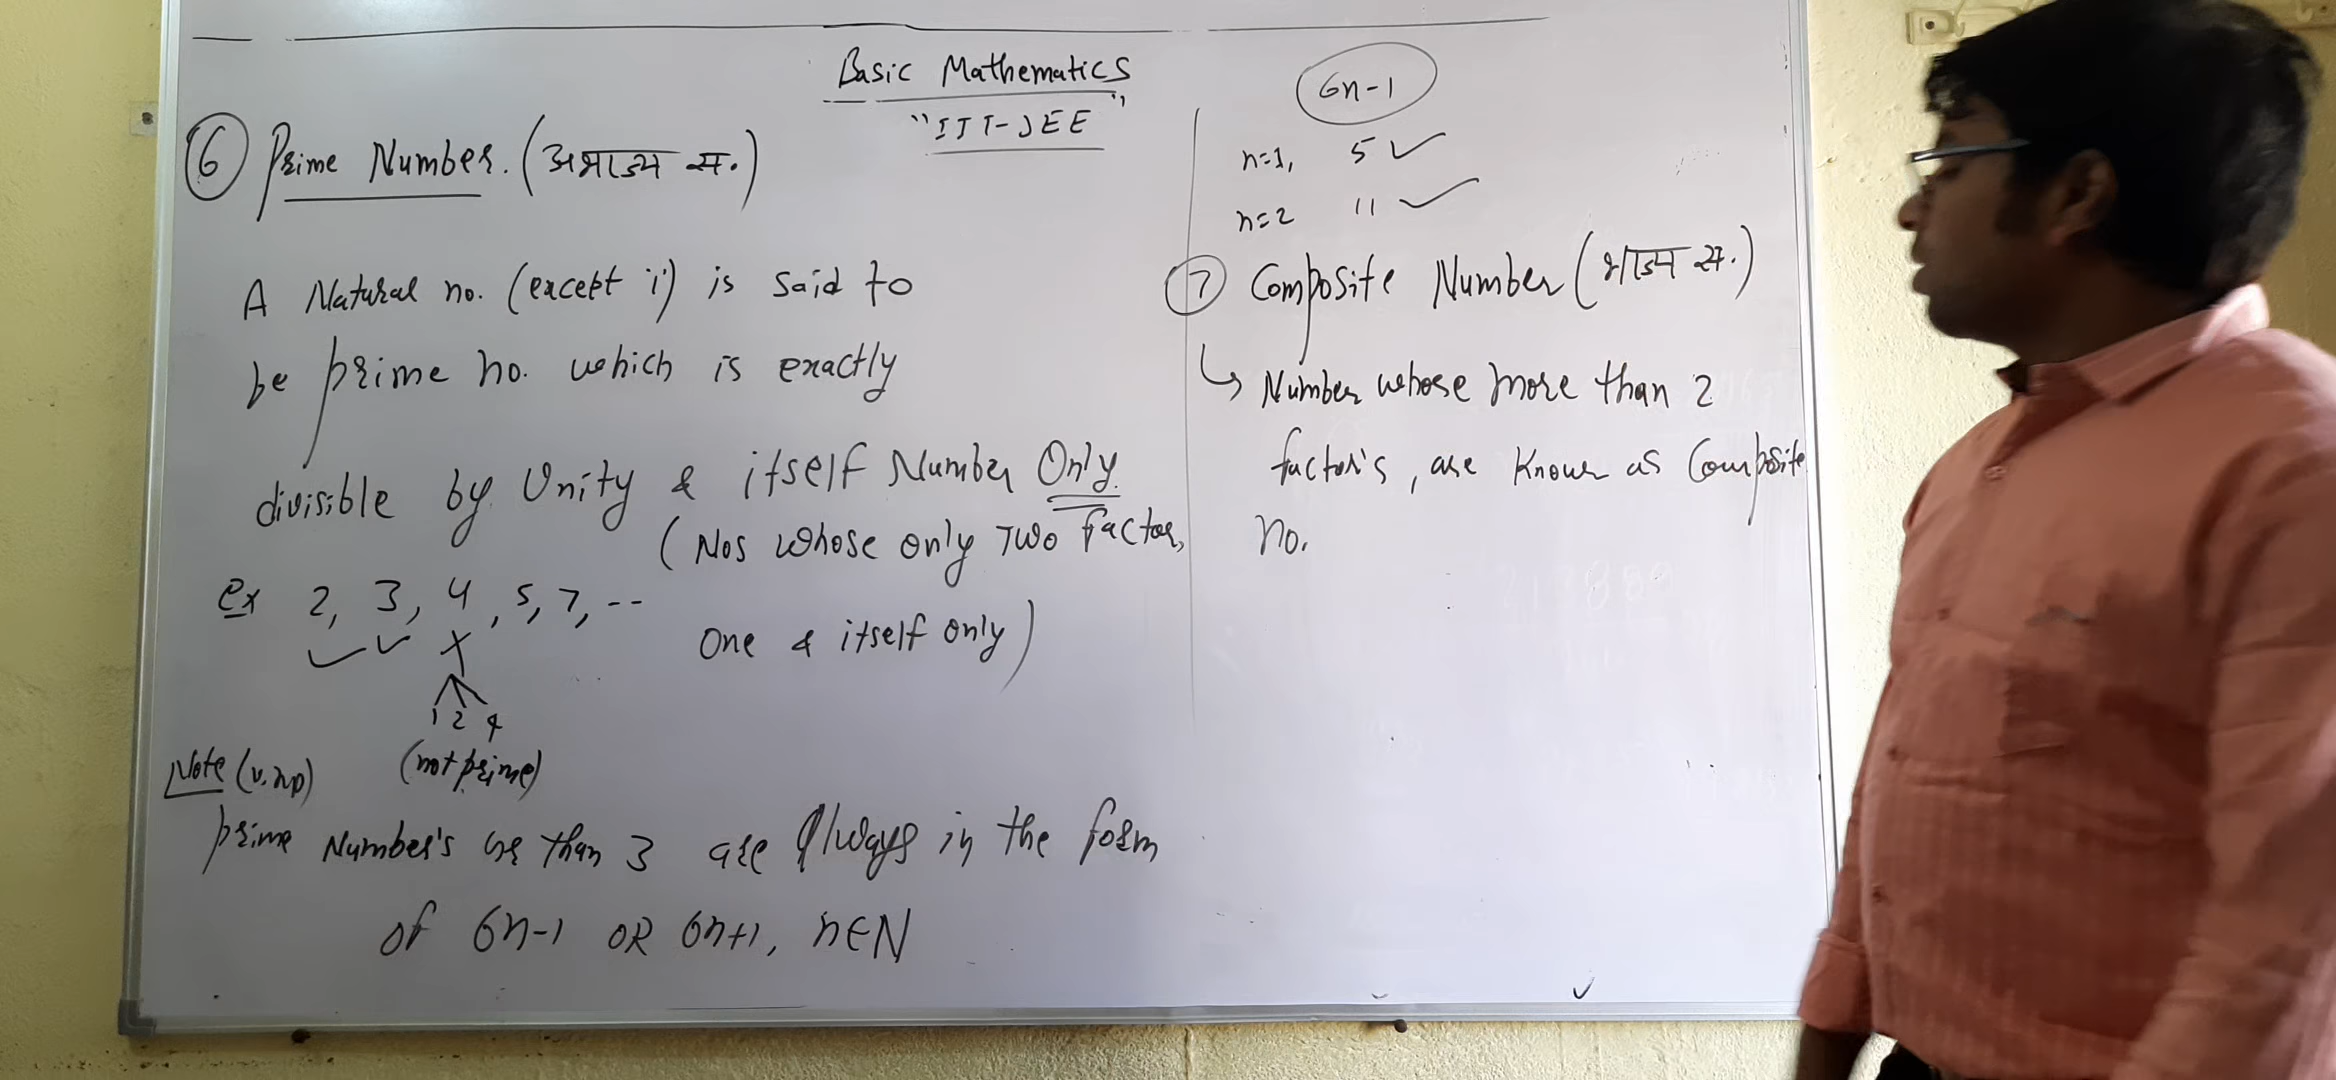 Basic Mathematics
"IIT-JEE"
⑥ Prime Number. (अभाज्य स.)
A Natural no. (except '1') is said to
be prime no. which is exactly
divisible by Unity & itself Number Only.
(Nos whose only Two factor,
One & itself only)
ex 2, 3, 4, 5, 7, --
✓ ✓ ×
1 2 4
(not prime)
Note (v.Imp)
prime Number's than 3 are Always in the form
of 6n-1 OR 6n+1, n∈N
6n-1
n=1, 5 ✓
n=2 11 ✓
⑦ Composite Number (भाज्य स.)
↳ Number whose more than 2
factor's, are Known as Composite
no.